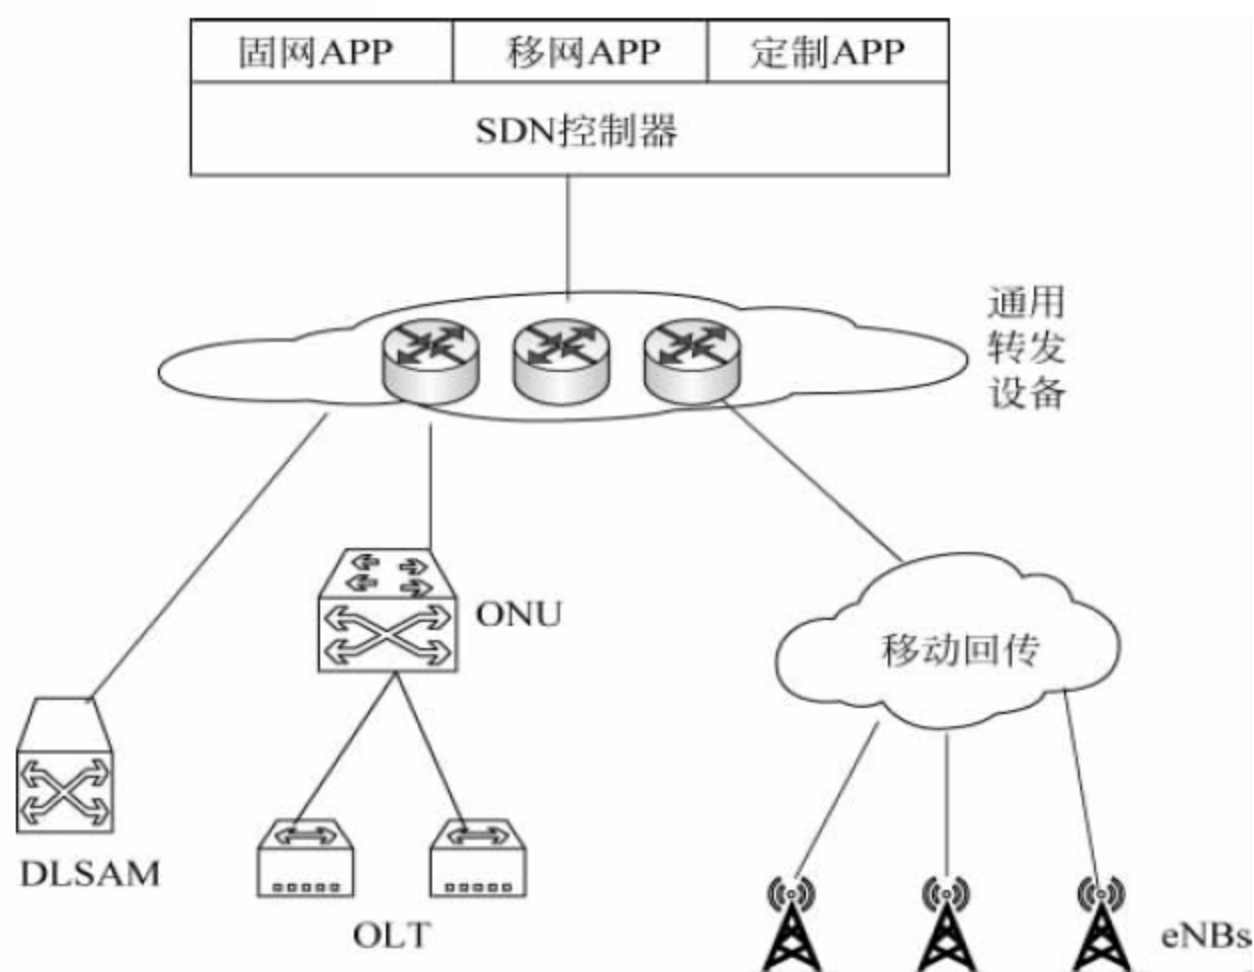 固网APP
移网APP
定制APP
SDN控制器
通用
转发
设备
ONU
移动回传
DLSAM
OLT
eNBs